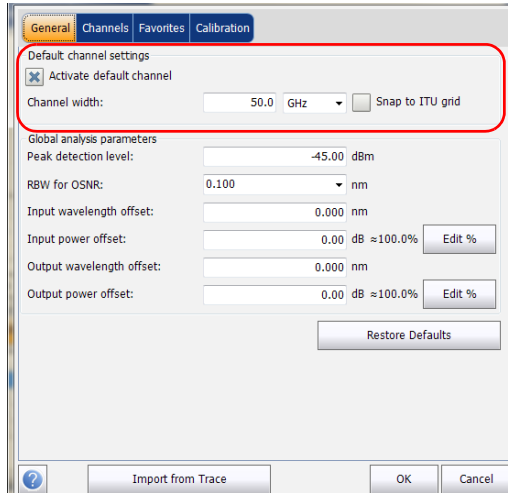 General Channels Favorites Calibration
Default channel settings
Activate default channel
Channel width: 50.0 GHz Snap to ITU grid
Global analysis parameters
Peak detection level: -45.00 dBm
RBW for OSNR: 0.100 nm
Input wavelength offset: 0.000 nm
Input power offset: 0.00 dB ≈100.0% Edit %
Output wavelength offset: 0.000 nm
Output power offset: 0.00 dB ≈100.0% Edit %
Restore Defaults
? Import from Trace OK Cancel